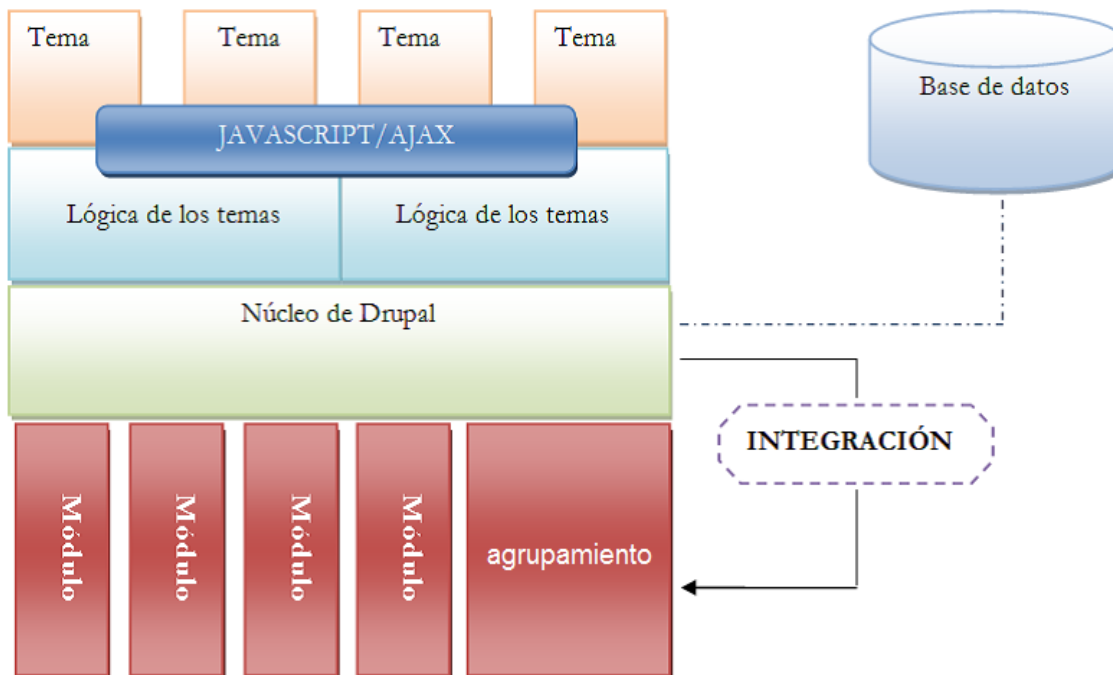 Tema
Tema
Tema
Tema
Base de datos
JAVASCRIPT/AJAX
Lógica de los temas
Lógica de los temas
Núcleo de Drupal
INTEGRACIÓN
Módulo
Módulo
Módulo
Módulo
agrupamiento